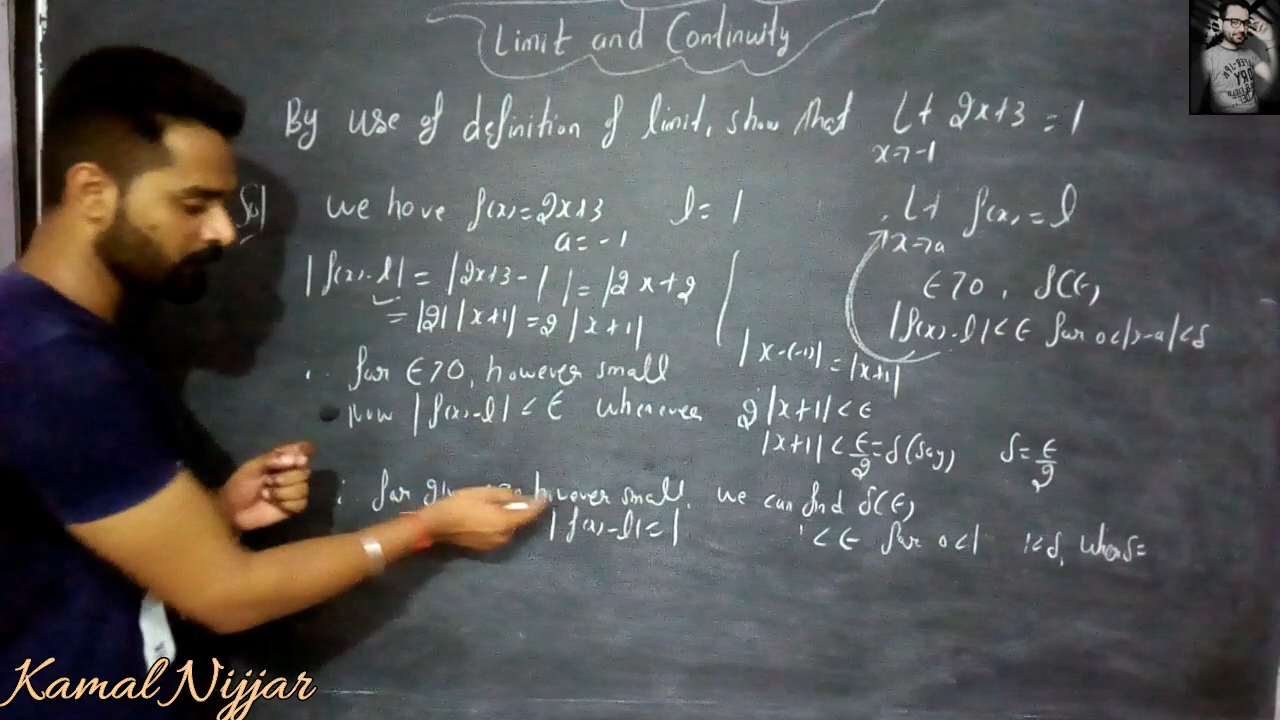 Limit and Continuity
By use of definition of limit, show that Lt 2x+3 = 1
x→-1
Sol we have f(x)=2x+3 l = 1
a = -1
|f(x)-l| = |2x+3-1| = |2x+2
= |2| |x+1| = 2 |x+1|
Lt f(x) = l
x→a
∈>0, δ(∈)
|f(x)-l|<∈ for 0<|x-a|<δ
|x-(-1)| = |x+1|
∴ for ∈>0, however small
Now |f(x)-l| < ∈ whenever 2|x+1|<∈
|x+1| < ∈/2 = δ(say) δ = ∈/2
∴ for however small, we can find δ(∈)
|f(x)-l|=| <∈ for 0<| |<δ, where δ=
Kamal Nijjar